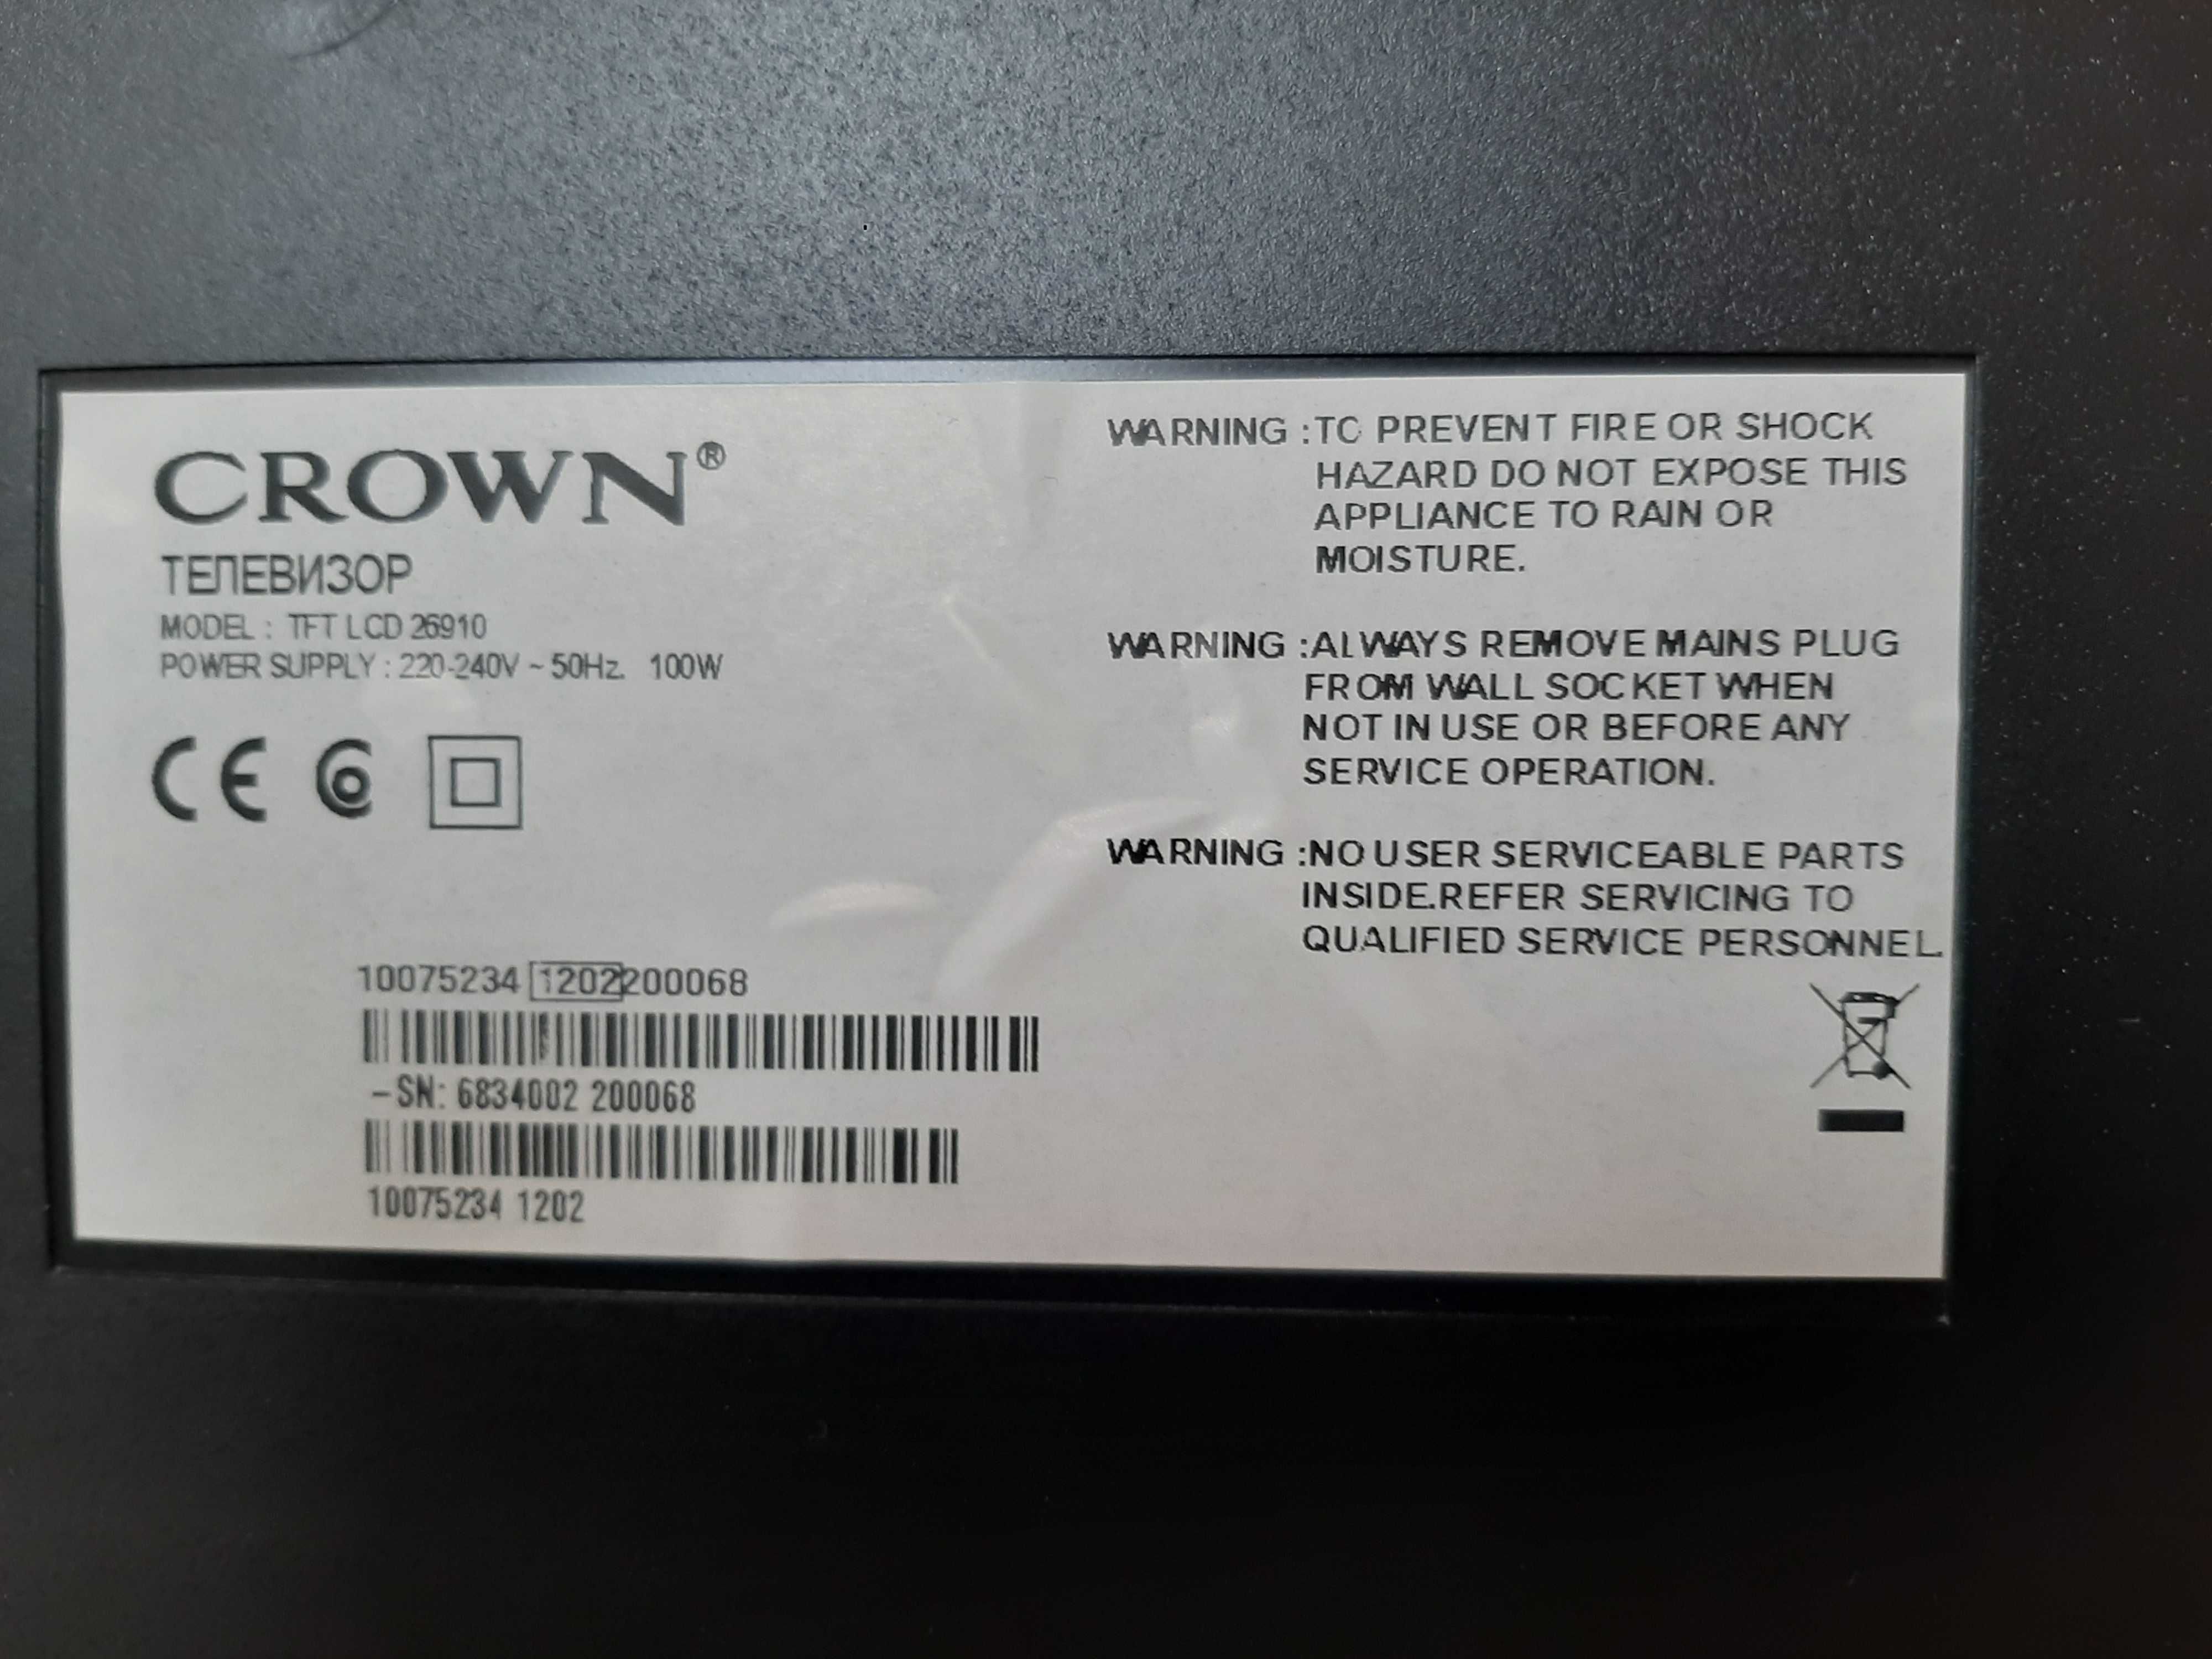 CROWN®
ТЕЛЕВИЗОР
MODEL : TFT LCD 26910
POWER SUPPLY : 220-240V ~ 50Hz. 100W
CE
10075234 1202200068
-SN: 6834002 200068
10075234 1202
WARNING :TO PREVENT FIRE OR SHOCK
HAZARD DO NOT EXPOSE THIS
APPLIANCE TO RAIN OR
MOISTURE.
WARNING :ALWAYS REMOVE MAINS PLUG
FROM WALL SOCKET WHEN
NOT IN USE OR BEFORE ANY
SERVICE OPERATION.
WARNING :NO USER SERVICEABLE PARTS
INSIDE.REFER SERVICING TO
QUALIFIED SERVICE PERSONNEL.